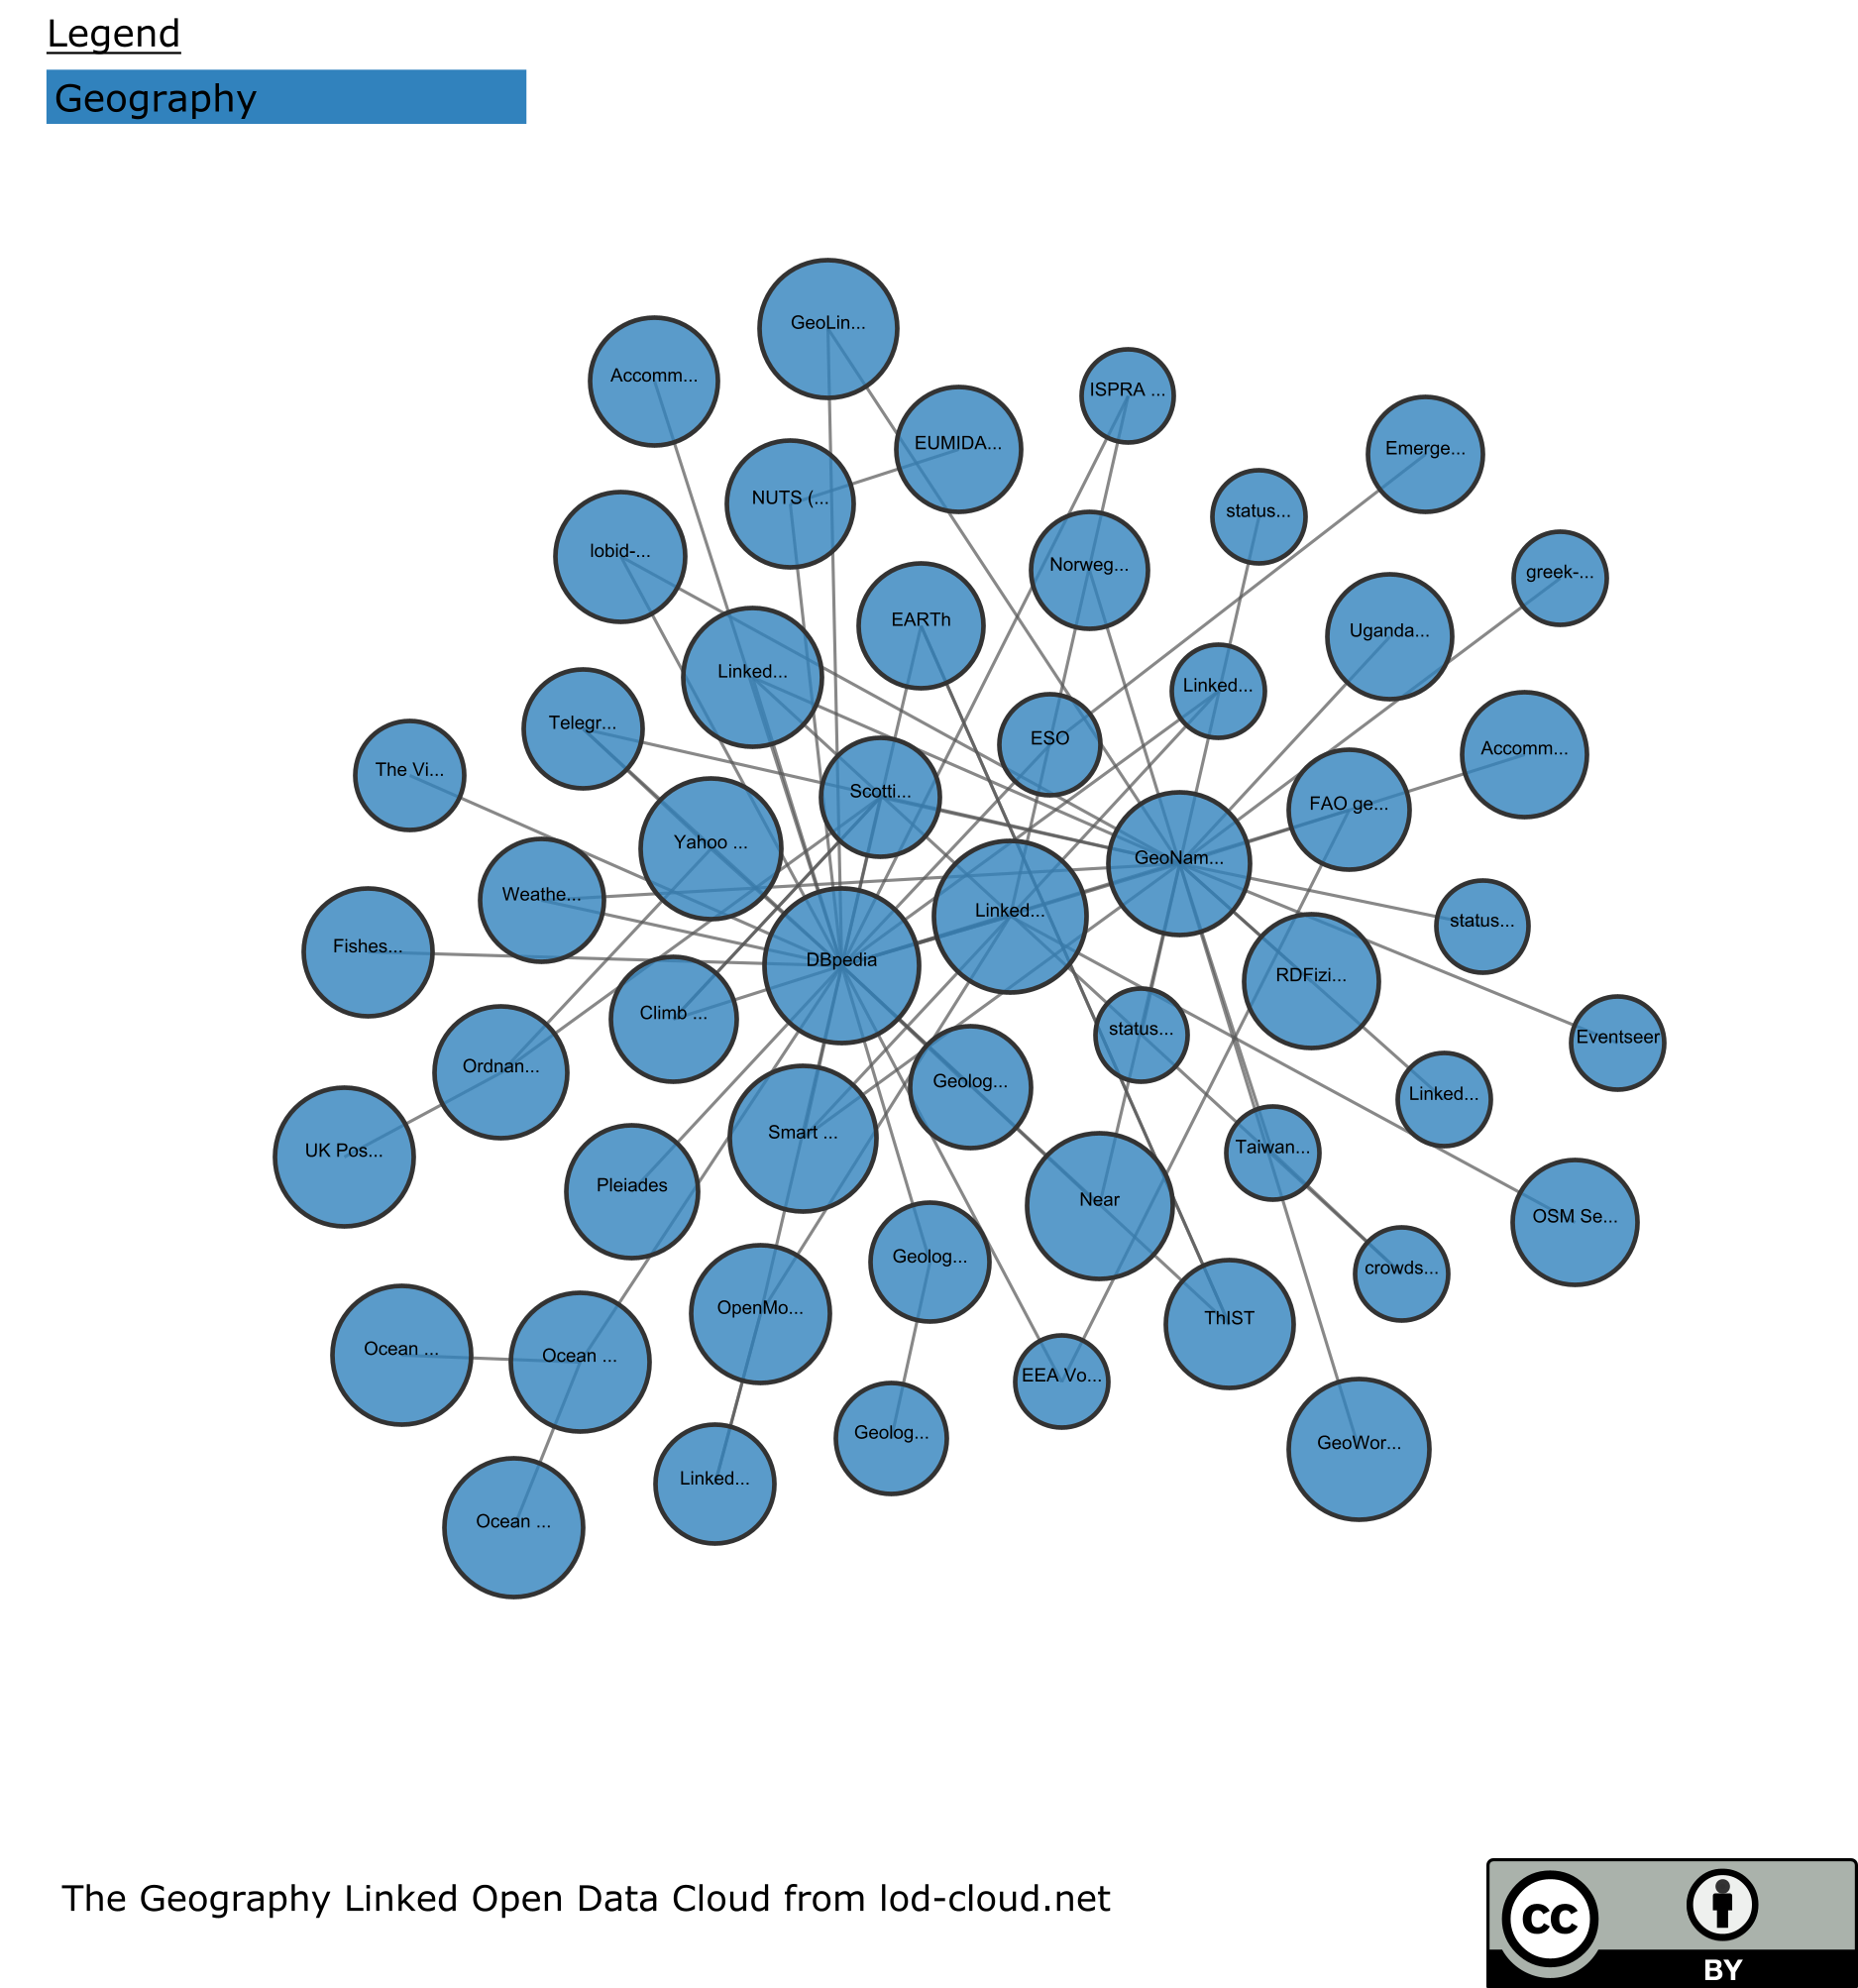 Legend
Geography
GeoLin...
Accomm...
ISPRA ...
EUMIDA...
Emerge...
NUTS (...
status...
lobid-...
Norweg...
greek-...
EARTh
Uganda...
Linked...
Linked...
Telegr...
ESO
Accomm...
The Vi...
Scotti...
FAO ge...
Yahoo ...
GeoNam...
Weathe...
Linked...
status...
Fishes...
DBpedia
RDFizi...
Climb ...
status...
Eventseer
Ordnan...
Geolog...
Linked...
Smart ...
UK Pos...
Taiwan...
Pleiades
Near
OSM Se...
Geolog...
crowds...
OpenMo...
ThIST
Ocean ...
Ocean ...
EEA Vo...
Geolog...
GeoWor...
Linked...
Ocean ...
The Geography Linked Open Data Cloud from lod-cloud.net
cc
BY